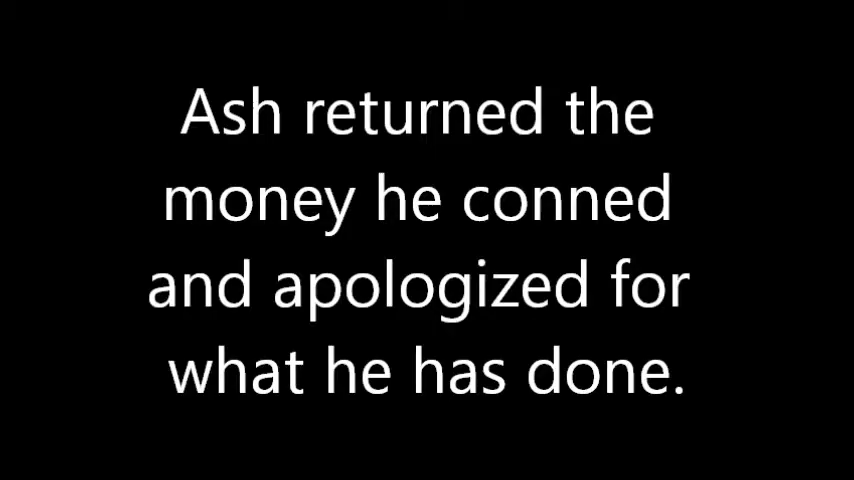 Ash returned the
money he conned
and apologized for
what he has done.